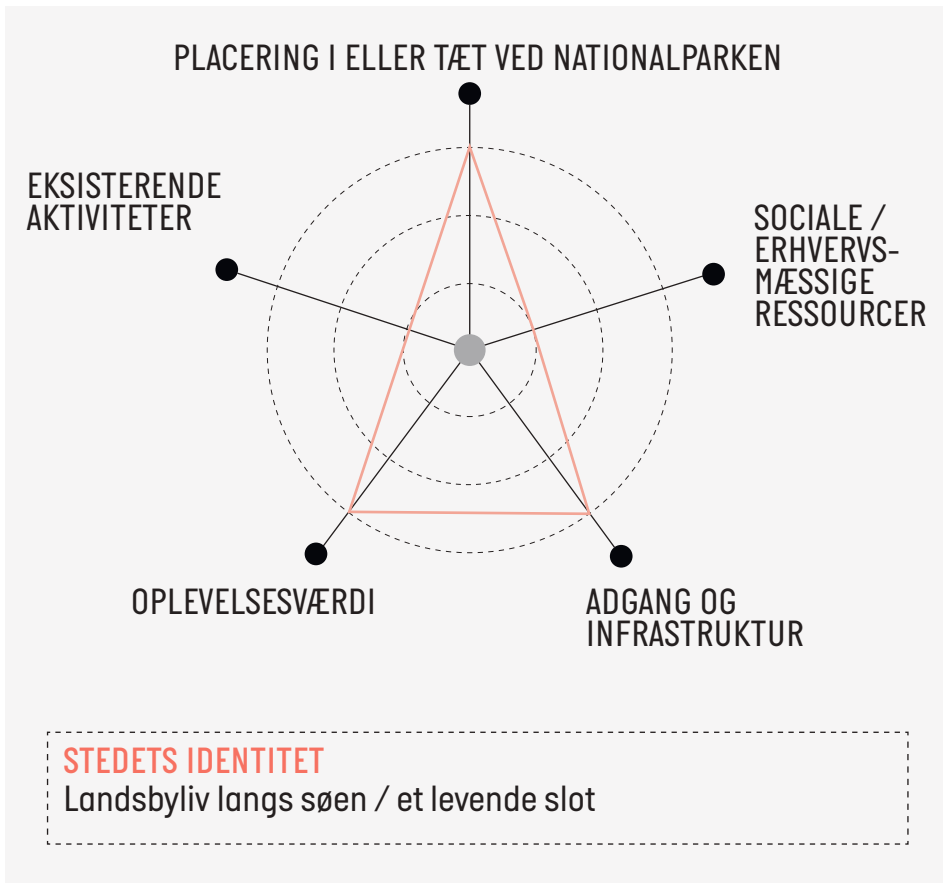 PLACERING I ELLER TÆT VED NATIONALPARKEN
EKSISTERENDE
AKTIVITETER
SOCIALE /
ERHVERVS-
MÆSSIGE
RESSOURCER
OPLEVELSESVÆRDI
ADGANG OG
INFRASTRUKTUR
STEDETS IDENTITET
Landsbyliv langs søen / et levende slot